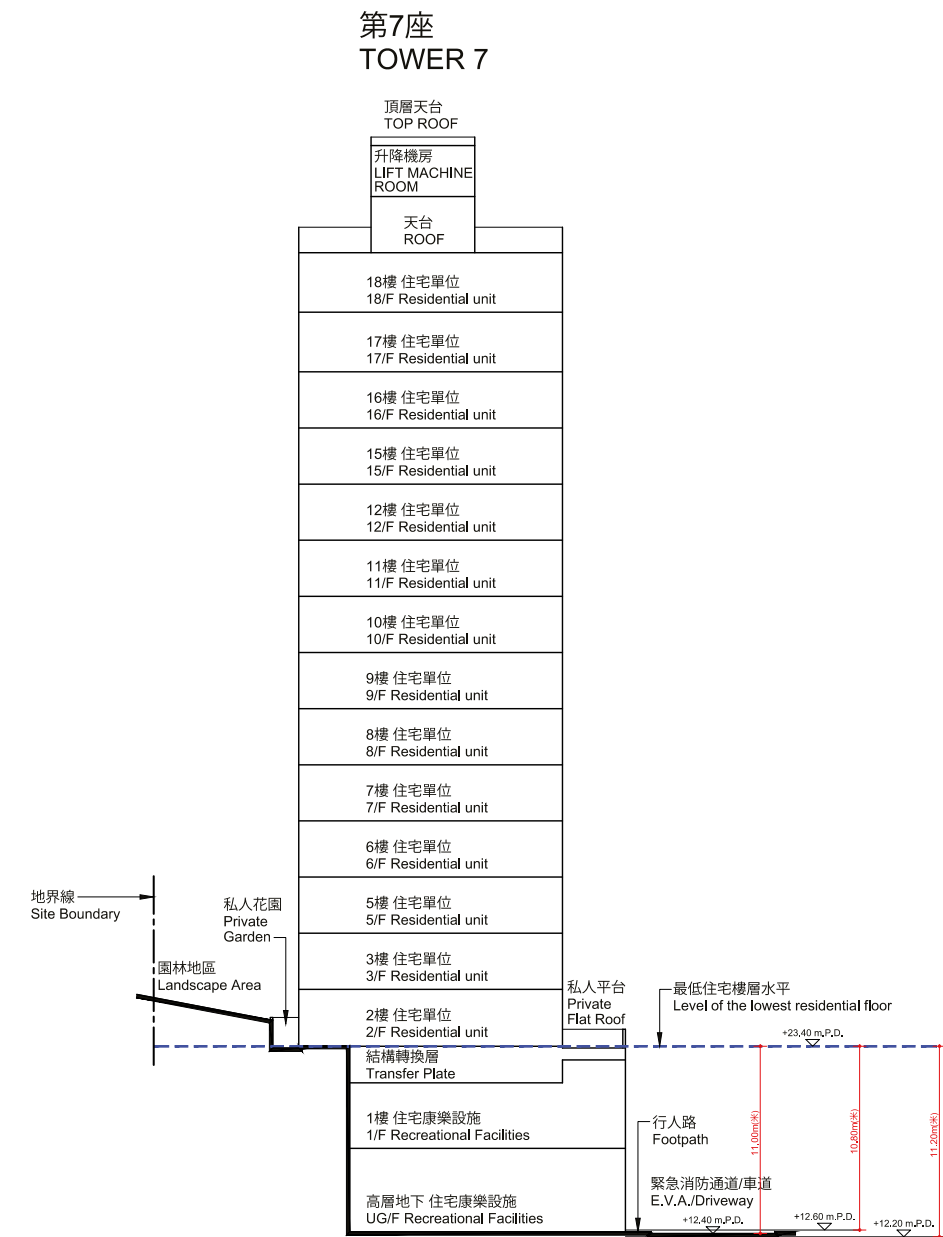 第7座
TOWER 7
頂層天台
TOP ROOF
升降機房
LIFT MACHINE
ROOM
天台
ROOF
18樓 住宅單位
18/F Residential unit
17樓 住宅單位
17/F Residential unit
16樓 住宅單位
16/F Residential unit
15樓 住宅單位
15/F Residential unit
12樓 住宅單位
12/F Residential unit
11樓 住宅單位
11/F Residential unit
10樓 住宅單位
10/F Residential unit
9樓 住宅單位
9/F Residential unit
8樓 住宅單位
8/F Residential unit
7樓 住宅單位
7/F Residential unit
6樓 住宅單位
6/F Residential unit
5樓 住宅單位
5/F Residential unit
3樓 住宅單位
3/F Residential unit
2樓 住宅單位
2/F Residential unit
地界線
Site Boundary
私人花園
Private
Garden
園林地區
Landscape Area
私人平台
Private
Flat Roof
最低住宅樓層水平
Level of the lowest residential floor
+23.40 m.P.D.
結構轉換層
Transfer Plate
1樓 住宅康樂設施
1/F Recreational Facilities
高層地下 住宅康樂設施
UG/F Recreational Facilities
行人路
Footpath
緊急消防通道/車道
E.V.A./Driveway
11.00m(米)
10.80m(米)
11.20m(米)
+12.40 m.P.D.
+12.60 m.P.D.
+12.20 m.P.D.